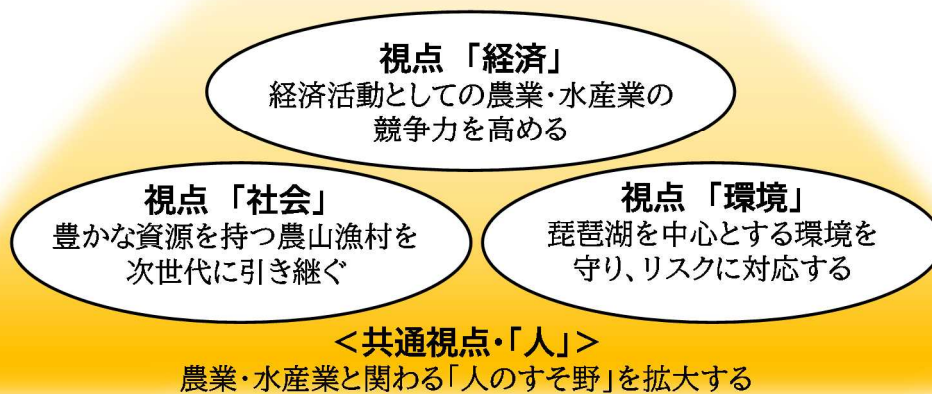 視点 「経済」
経済活動としての農業・水産業の
競争力を高める
視点 「社会」
豊かな資源を持つ農山漁村を
次世代に引き継ぐ
視点 「環境」
琵琶湖を中心とする環境を
守り、リスクに対応する
＜共通視点・「人」＞
農業・水産業と関わる「人のすそ野」を拡大する